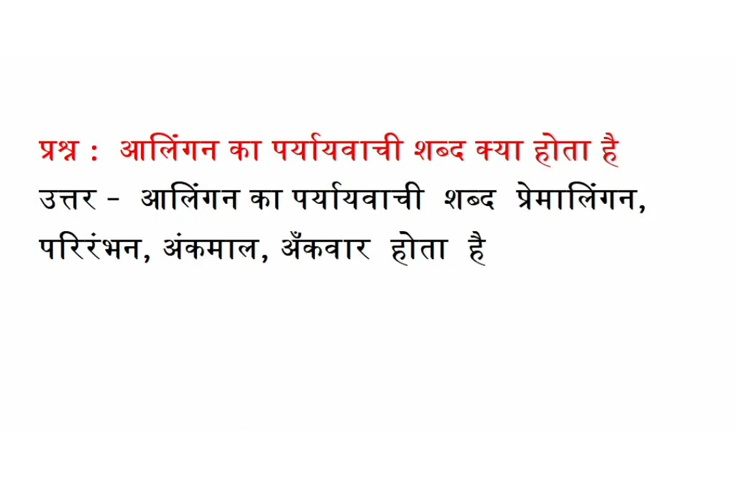 प्रश्न : आलिंगन का पर्यायवाची शब्द क्या होता है
उत्तर - आलिंगन का पर्यायवाची शब्द प्रेमालिंगन,
परिरंभन, अंकमाल, अँकवार होता है